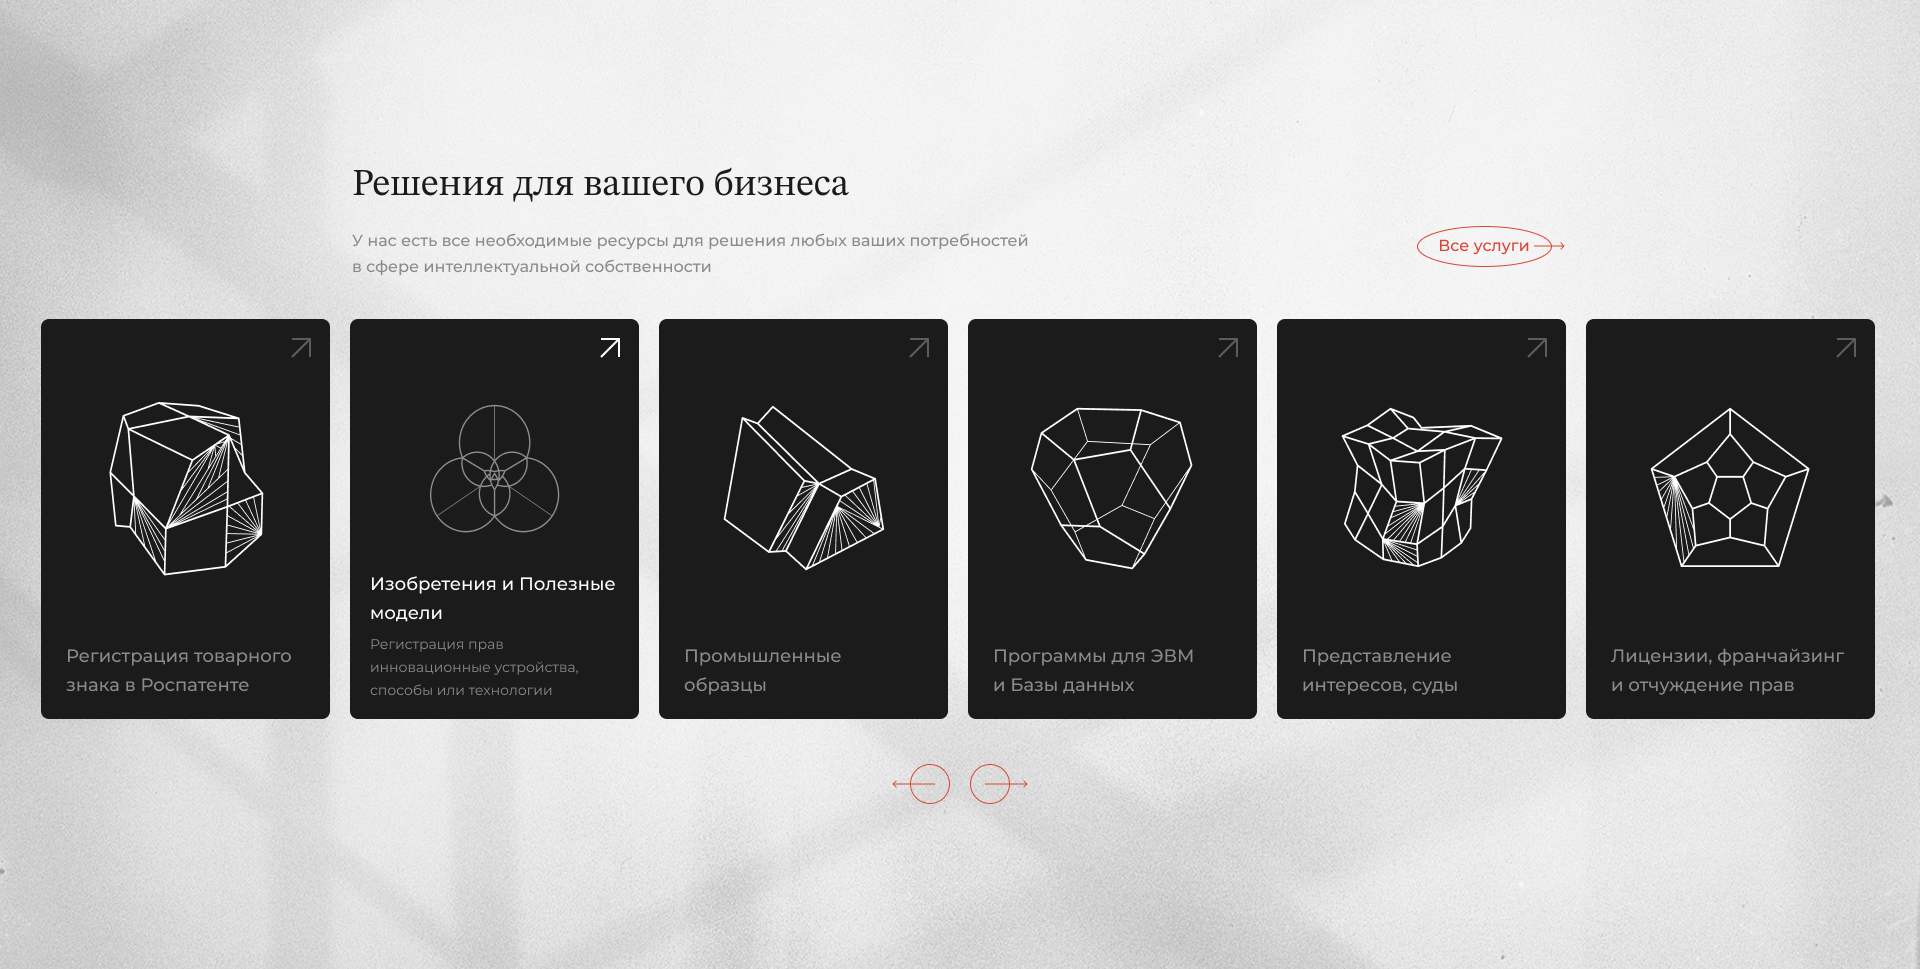 Решения для вашего бизнеса
У нас есть все необходимые ресурсы для решения любых ваших потребностей
в сфере интеллектуальной собственности
Все услуги
Регистрация товарного
знака в Роспатенте
Изобретения и Полезные
модели
Регистрация прав
инновационные устройства,
способы или технологии
Промышленные
образцы
Программы для ЭВМ
и Базы данных
Представление
интересов, суды
Лицензии, франчайзинг
и отчуждение прав